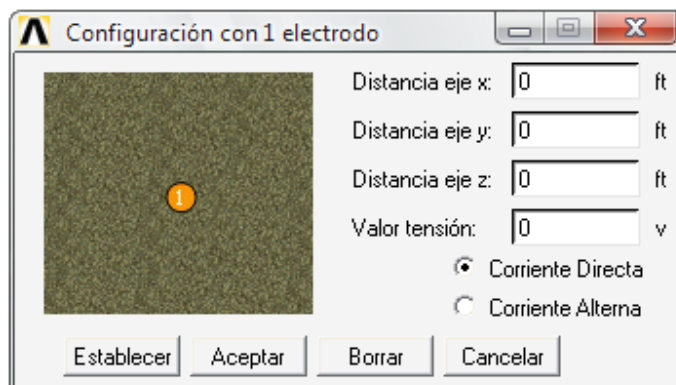 Configuración con 1 electrodo
Distancia eje x: 0 ft
Distancia eje y: 0 ft
1
Distancia eje z: 0 ft
Valor tensión: 0 v
Corriente Directa
Corriente Alterna
Establecer Aceptar Borrar Cancelar